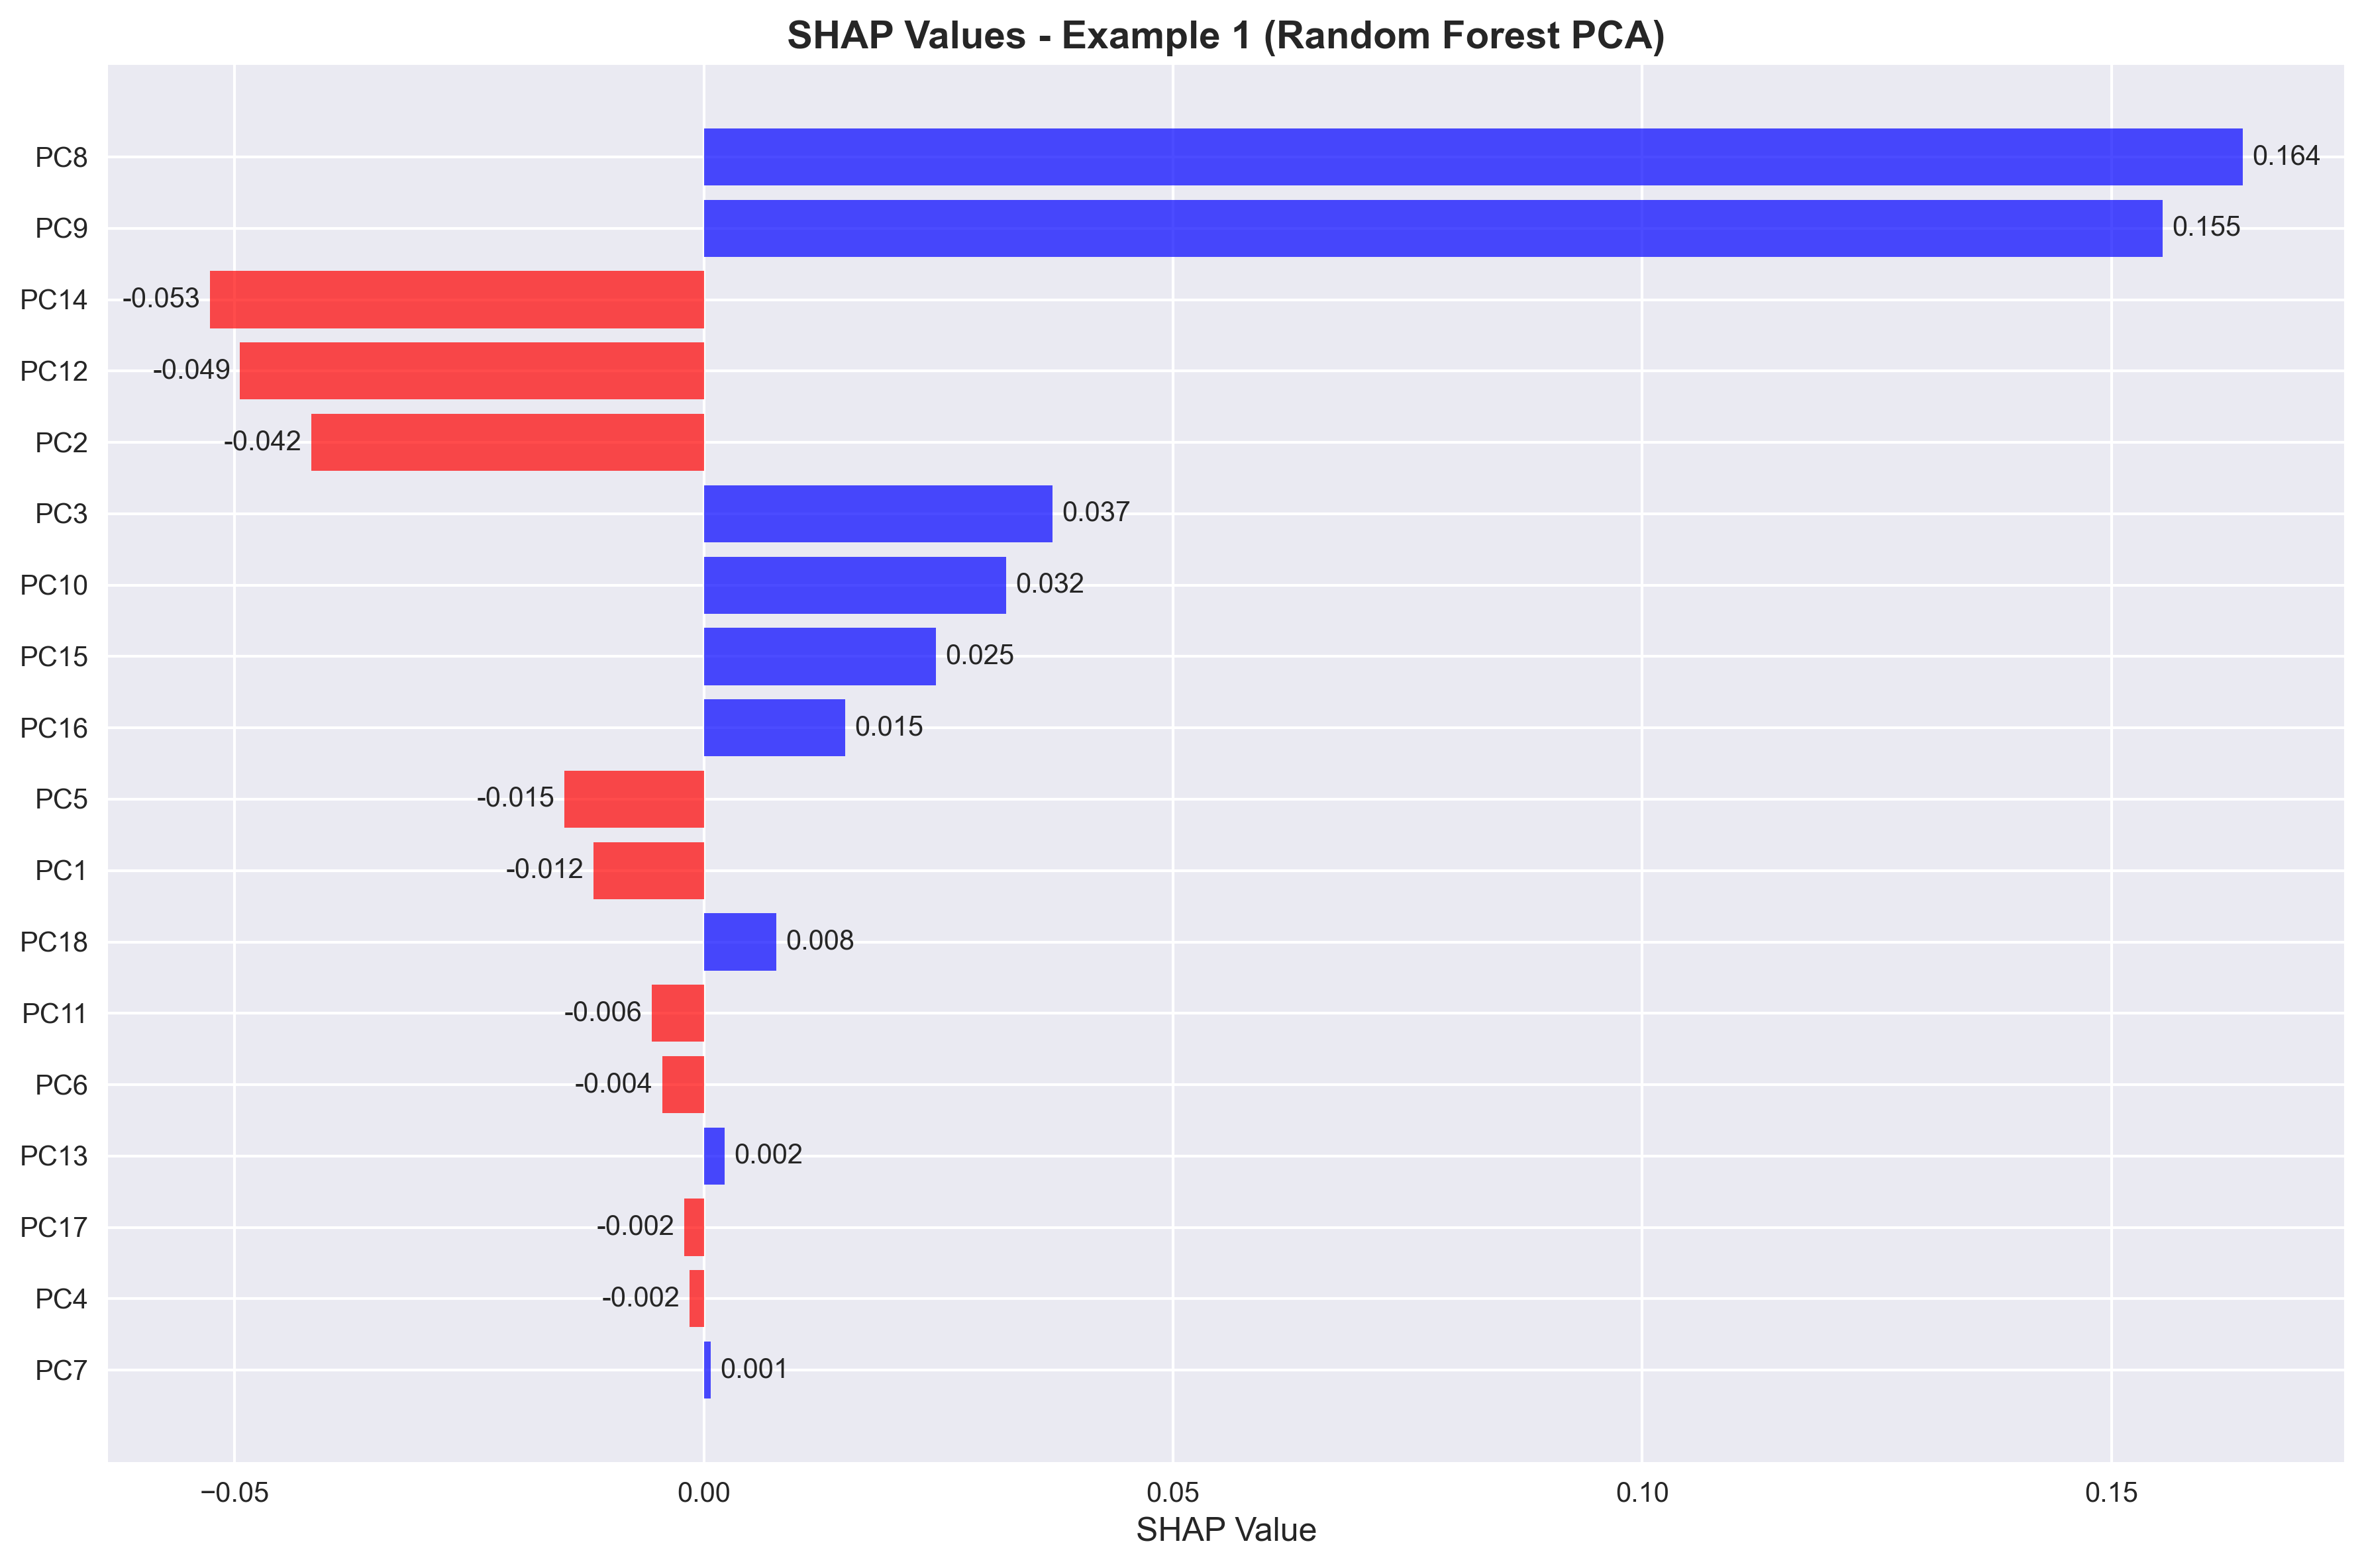 SHAP Values - Example 1 (Random Forest PCA)
PC8 0.164
PC9 0.155
PC14 -0.053
PC12 -0.049
PC2 -0.042
PC3 0.037
PC10 0.032
PC15 0.025
PC16 0.015
PC5 -0.015
PC1 -0.012
PC18 0.008
PC11 -0.006
PC6 -0.004
PC13 0.002
PC17 -0.002
PC4 -0.002
PC7 0.001
−0.05 0.00 0.05 0.10 0.15
SHAP Value